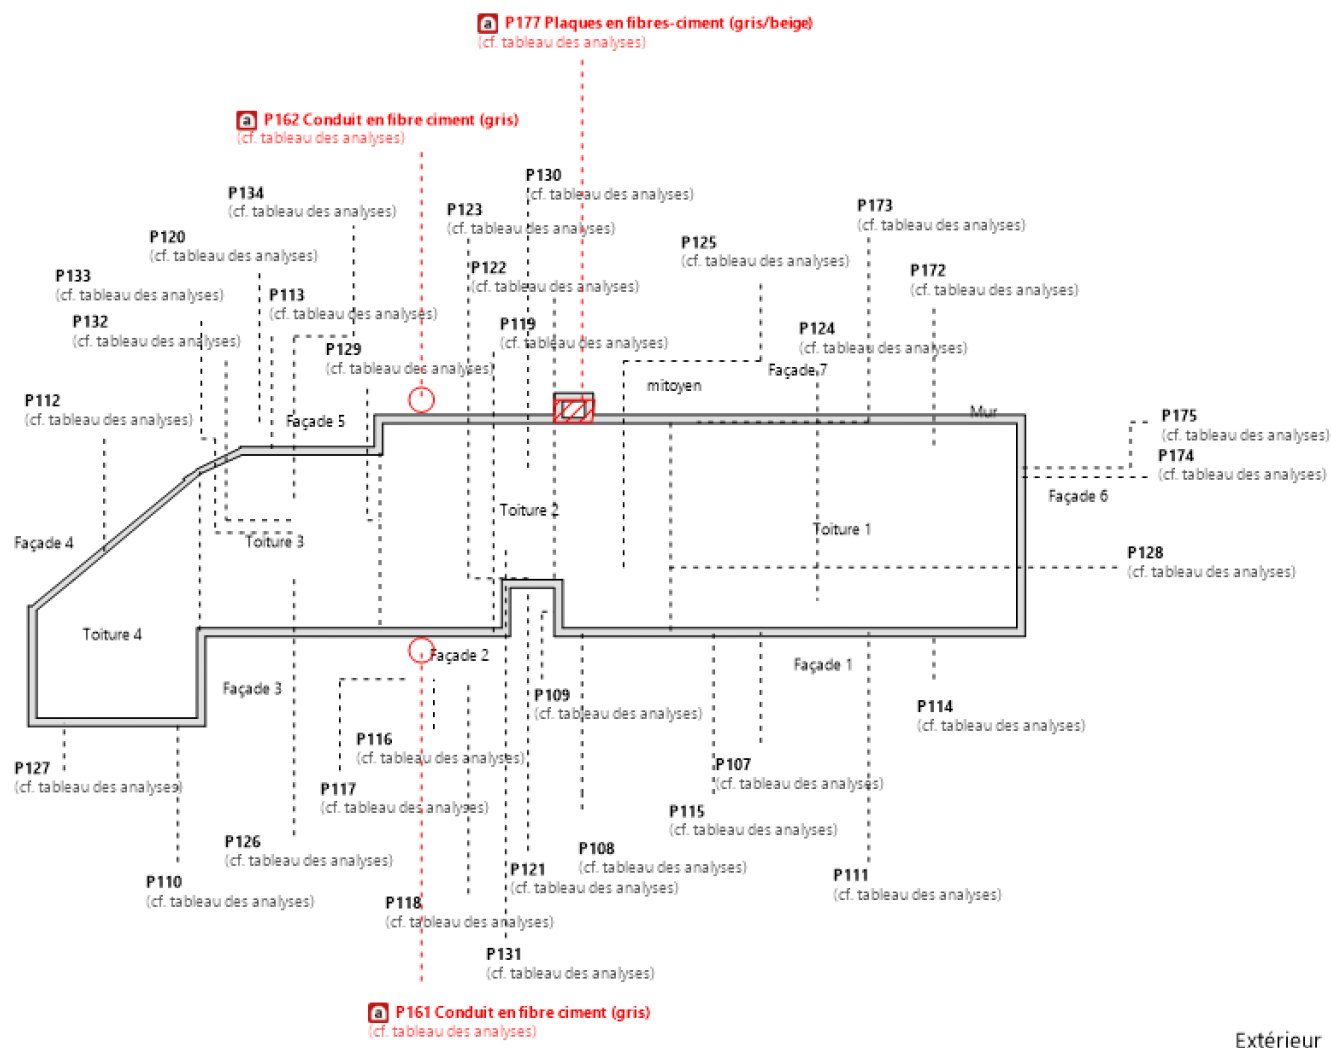 a P177 Plaques en fibres-ciment (gris/beige)
(cf. tableau des analyses)
a P162 Conduit en fibre ciment (gris)
(cf. tableau des analyses)
P130
(cf. tableau des analyses)
P134
(cf. tableau des analyses)
P123
(cf. tableau des analyses)
P173
(cf. tableau des analyses)
P120
(cf. tableau des analyses)
P125
(cf. tableau des analyses)
P133
(cf. tableau des analyses)
P122
(cf. tableau des analyses)
P172
(cf. tableau des analyses)
P113
(cf. tableau des analyses)
P132
(cf. tableau des analyses)
P119
(cf. tableau des analyses)
P124
(cf. tableau des analyses)
P129
(cf. tableau des analyses)
Façade 7
mitoyen
P112
(cf. tableau des analyses)
Façade 5
Mur
P175
(cf. tableau des analyses)
P174
(cf. tableau des analyses)
Façade 6
Toiture 2
Toiture 1
Façade 4
Toiture 3
P128
(cf. tableau des analyses)
Toiture 4
Façade 2
Façade 1
Façade 3
P109
(cf. tableau des analyses)
P114
(cf. tableau des analyses)
P116
(cf. tableau des analyses)
P127
(cf. tableau des analyses)
P107
(cf. tableau des analyses)
P117
(cf. tableau des analyses)
P115
(cf. tableau des analyses)
P126
(cf. tableau des analyses)
P108
(cf. tableau des analyses)
P121
(cf. tableau des analyses)
P111
(cf. tableau des analyses)
P110
(cf. tableau des analyses)
P118
(cf. tableau des analyses)
P131
(cf. tableau des analyses)
a P161 Conduit en fibre ciment (gris)
(cf. tableau des analyses)
Extérieur